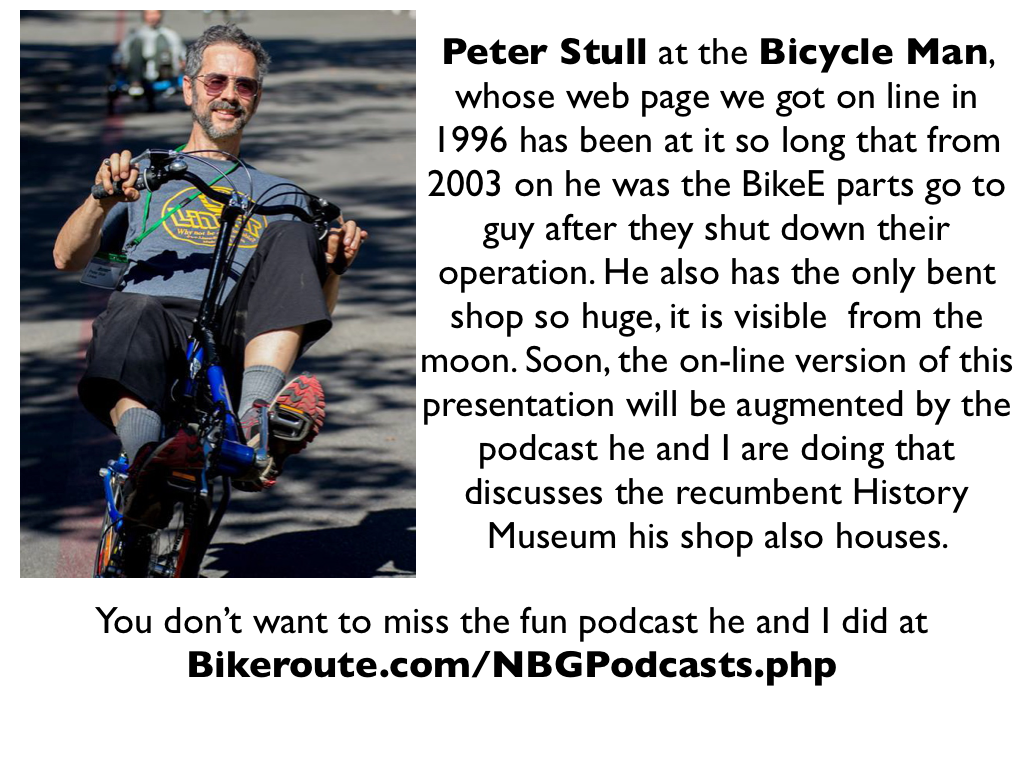 Peter Stull at the Bicycle Man,
whose web page we got on line in
1996 has been at it so long that from
2003 on he was the BikeE parts go to
guy after they shut down their
operation. He also has the only bent
shop so huge, it is visible  from the
moon. Soon, the on-line version of this
presentation will be augmented by the
podcast he and I are doing that
discusses the recumbent History
Museum his shop also houses.
You don’t want to miss the fun podcast he and I did at
Bikeroute.com/NBGPodcasts.php